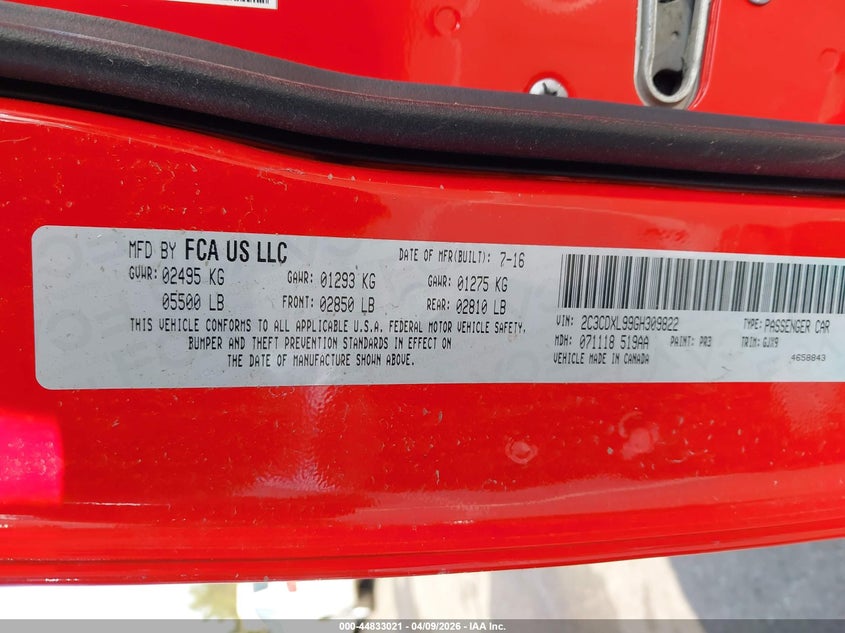 MFD BY FCA US LLC DATE OF MFR(BUILT): 7-16
GVWR: 02495 KG GAWR: 01293 KG GAWR: 01275 KG
05500 LB FRONT: 02850 LB REAR: 02810 LB
THIS VEHICLE CONFORMS TO ALL APPLICABLE U.S.A. FEDERAL MOTOR VEHICLE SAFETY,
BUMPER AND THEFT PREVENTION STANDARDS IN EFFECT ON
THE DATE OF MANUFACTURE SHOWN ABOVE.
VIN: 2C3CDXL99GH309822 TYPE: PASSENGER CAR
MDH: 071118 519AA PAINT: PR3 TRIM: GJX9
VEHICLE MADE IN CANADA 4658843
000-44833021 - 04/09/2026 - IAA, Inc.